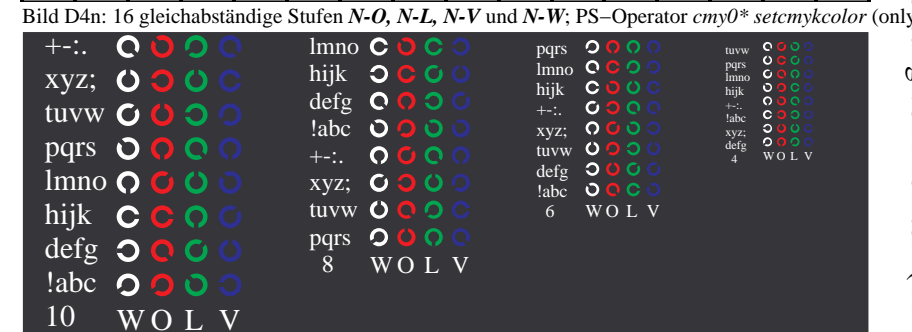 Bild D4n: 16 gleichabständige Stufen N-O, N-L, N-V und N-W; PS-Operator cmy0* setcmykcolor (only
+-:.
xyz;
tuvw
pqrs
lmno
hijk
defg
!abc
10 W O L V
lmno
hijk
defg
!abc
+-:.
xyz;
tuvw
pqrs
8 W O L V
pqrs
lmno
hijk
+-:.
xyz;
tuvw
defg
!abc
6 W O L V
tuvw
pqrs
lmno
hijk
+-:.
!abc
xyz;
defg
4 W O L V